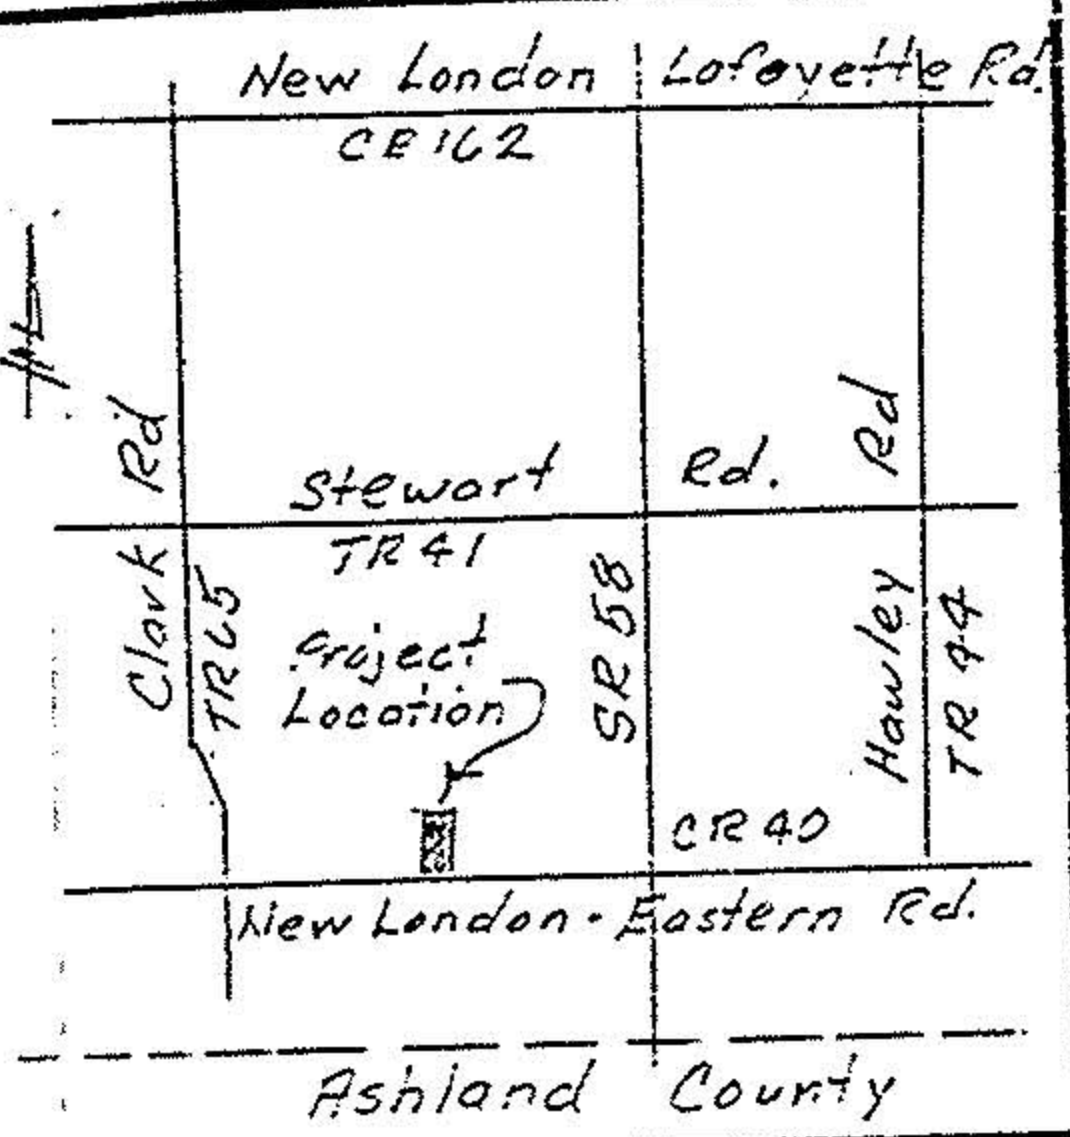 New London Lafayette Rd.
CR 162
Clark Rd
TR 65
Stewart Rd.
TR 41
Project
Location
SR 58
Hawley Rd
TR 44
CR 40
New London - Eastern Rd.
Ashland County